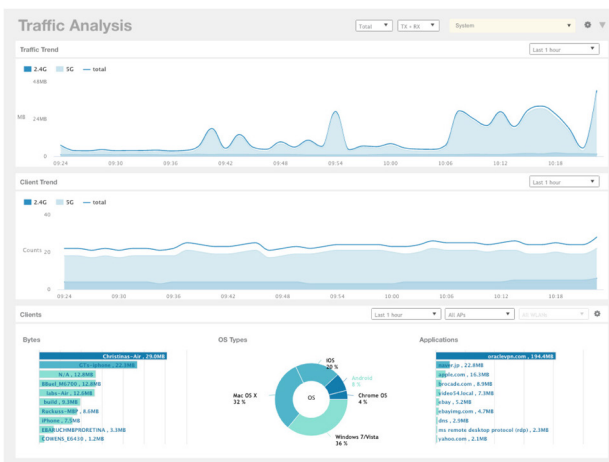 Traffic Analysis
Total
TX + RX
System
Traffic Trend
Last 1 hour
2.4G 5G total
48MB
MB
24MB
0
09:24 09:30 09:36 09:42 09:48 09:54 10:00 10:06 10:12 10:18
Client Trend
Last 1 hour
2.4G 5G total
40
Counts
20
0
09:24 09:30 09:36 09:42 09:48 09:54 10:00 10:06 10:12 10:18
Clients
Last 1 hour
All APs
Bytes
Christinas-Air , 29.0MB
N/A , 12.8MB
labs-Air , 12.6MB
build , 9.3MB
Ruckuss-MBP , 8.6MB
iPhone , 7.5MB
EBARUCHMBPRORETINA , 3.3MB
COWENS_E6430 , 3.2MB
OS Types
iOS
20 %
Android
8 %
Chrome OS
4 %
Windows 7/Vista
36 %
Mac OS X
32 %
OS
Applications
oraclevpn.com , 194.4MB
apple.com , 10.3MB
brocade.com , 8.9MB
video54.local , 7.3MB
ebay , 5.2MB
ebayimg.com , 4.7MB
dns , 2.9MB
ms remote desktop protocol (rdp) , 2.3MB
yahoo.com , 2.1MB